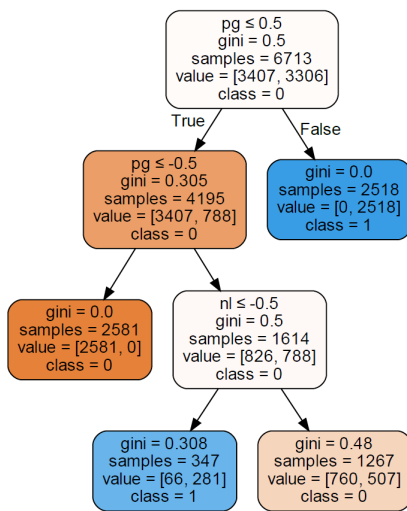 pg ≤ 0.5
gini = 0.5
samples = 6713
value = [3407, 3306]
class = 0
True
False
pg ≤ -0.5
gini = 0.305
samples = 4195
value = [3407, 788]
class = 0
gini = 0.0
samples = 2518
value = [0, 2518]
class = 1
gini = 0.0
samples = 2581
value = [2581, 0]
class = 0
nl ≤ -0.5
gini = 0.5
samples = 1614
value = [826, 788]
class = 0
gini = 0.308
samples = 347
value = [66, 281]
class = 1
gini = 0.48
samples = 1267
value = [760, 507]
class = 0